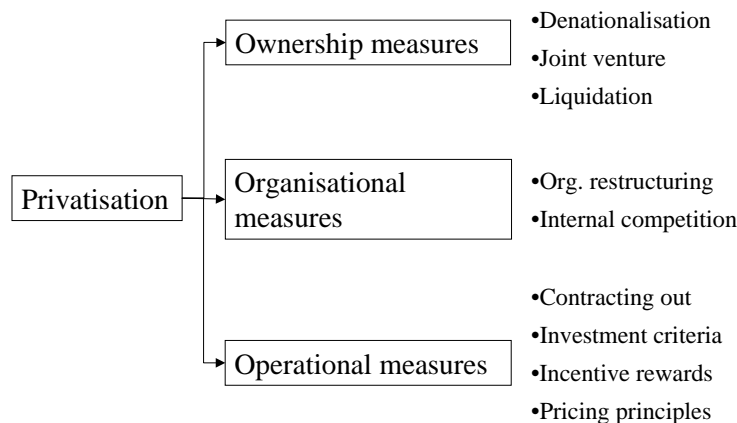 Privatisation
Ownership measures
•Denationalisation
•Joint venture
•Liquidation
Organisational
measures
•Org. restructuring
•Internal competition
Operational measures
•Contracting out
•Investment criteria
•Incentive rewards
•Pricing principles